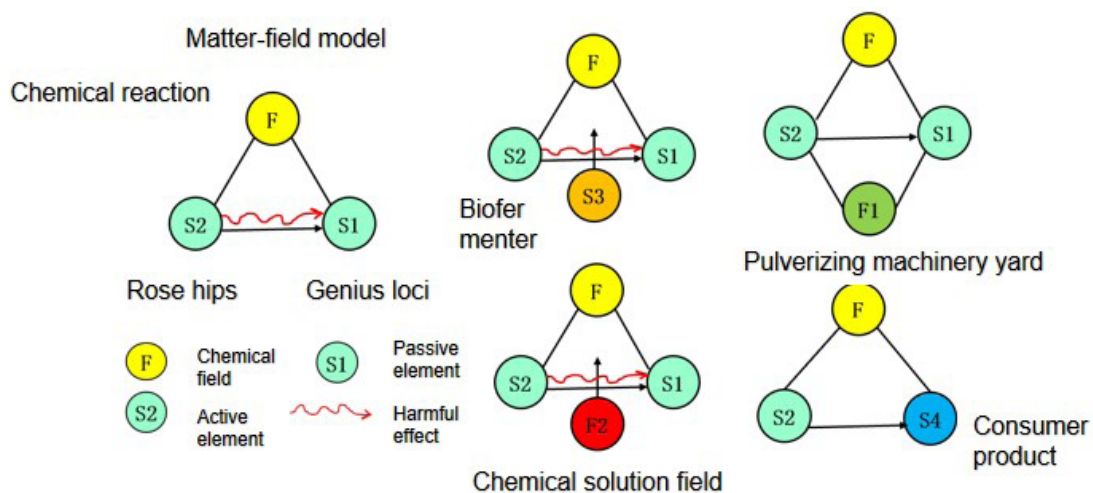 Matter-field model
Chemical reaction
F
S2
S1
Rose hips
Genius loci
F
Chemical
field
S1
Passive
element
S2
Active
element
Harmful
effect
F
S2
S1
S3
Biofer
menter
F
S2
S1
F2
Chemical solution field
F
S2
S1
F1
Pulverizing machinery yard
F
S2
S4
Consumer
product